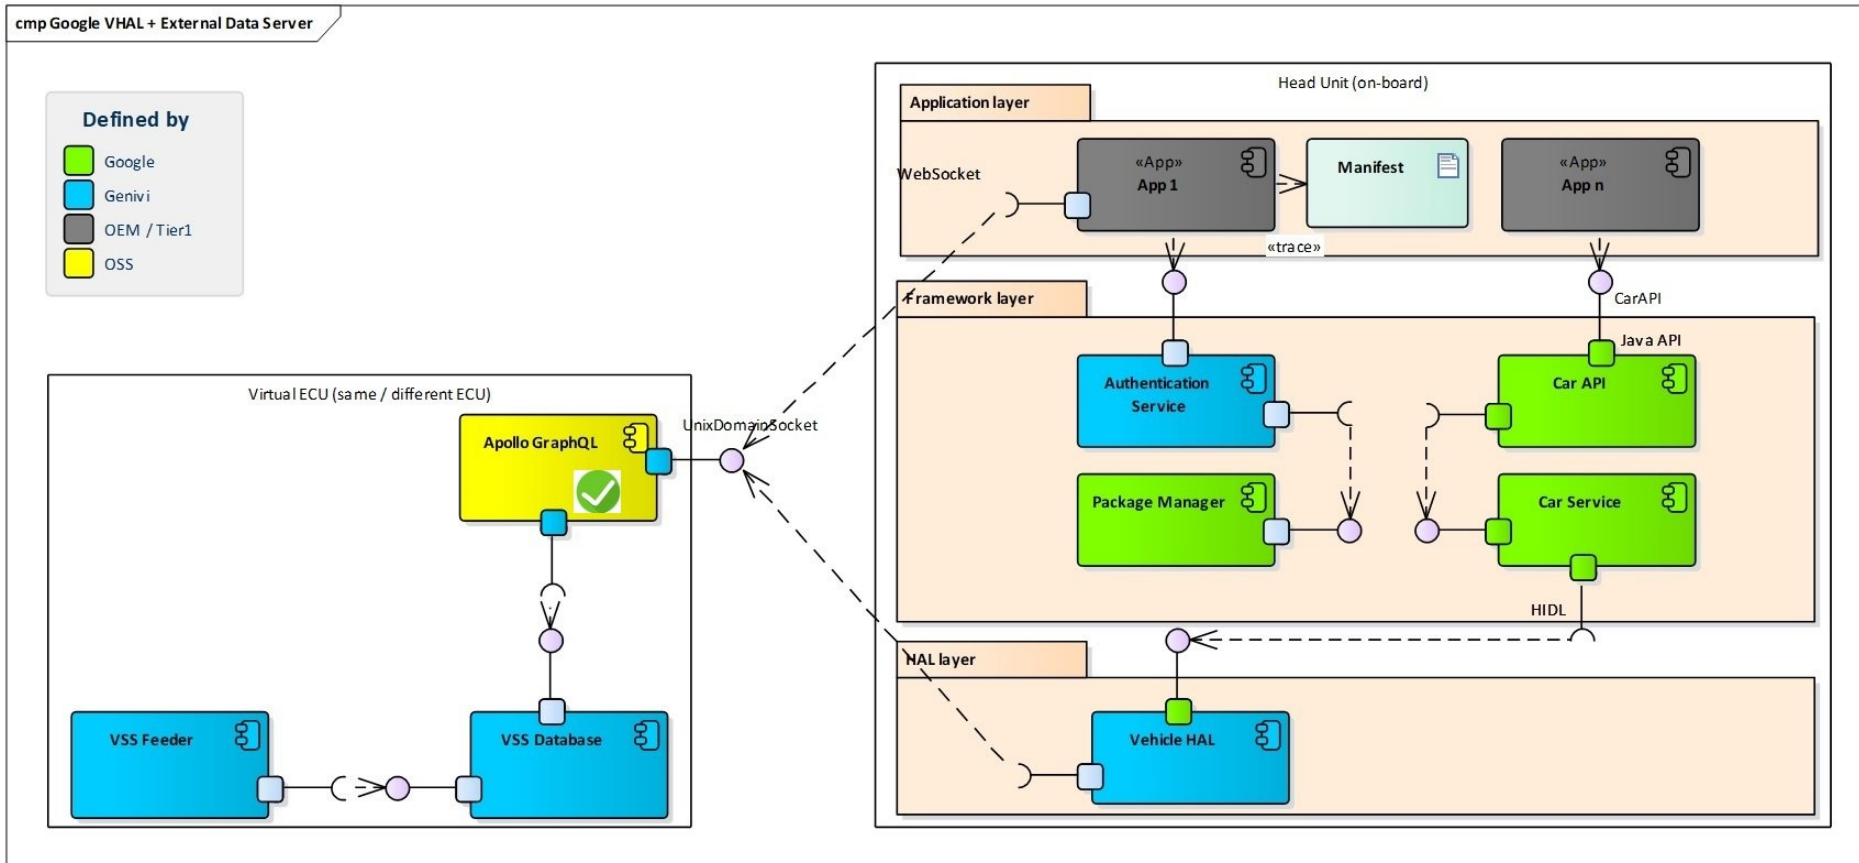 cmp Google VHAL + External Data Server
Defined by
Google
Genivi
OEM / Tier1
OSS
Head Unit (on-board)
Application layer
WebSocket
«App»
App 1
Manifest
«App»
App n
«trace»
Framework layer
CarAPI
Java API
Authentication
Service
Car API
Package Manager
Car Service
HIDL
HAL layer
Vehicle HAL
Virtual ECU (same / different ECU)
Apollo GraphQL
UnixDomainSocket
VSS Feeder
VSS Database